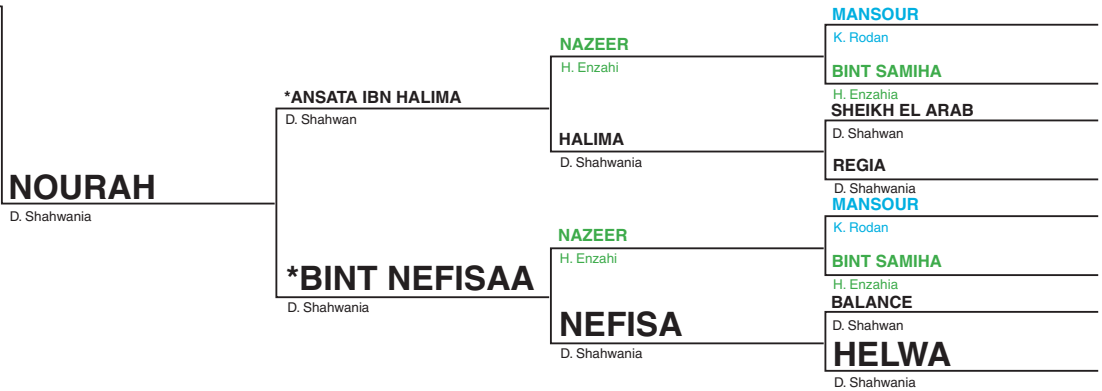 MANSOUR
K. Rodan
NAZEER
H. Enzahi
BINT SAMIHA
H. Enzahia
*ANSATA IBN HALIMA
D. Shahwan
SHEIKH EL ARAB
D. Shahwan
HALIMA
D. Shahwania
REGIA
D. Shahwania
NOURAH
D. Shahwania
MANSOUR
K. Rodan
NAZEER
H. Enzahi
BINT SAMIHA
H. Enzahia
*BINT NEFISAA
D. Shahwania
BALANCE
D. Shahwan
NEFISA
D. Shahwania
HELWA
D. Shahwania